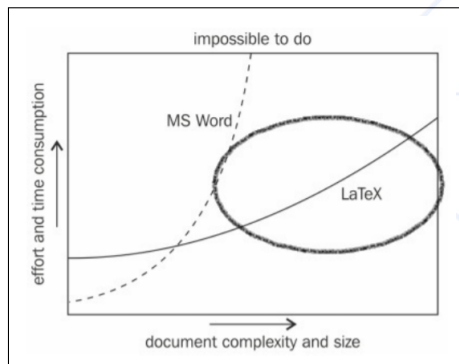 impossible to do
MS Word
LaTeX
effort and time consumption
document complexity and size